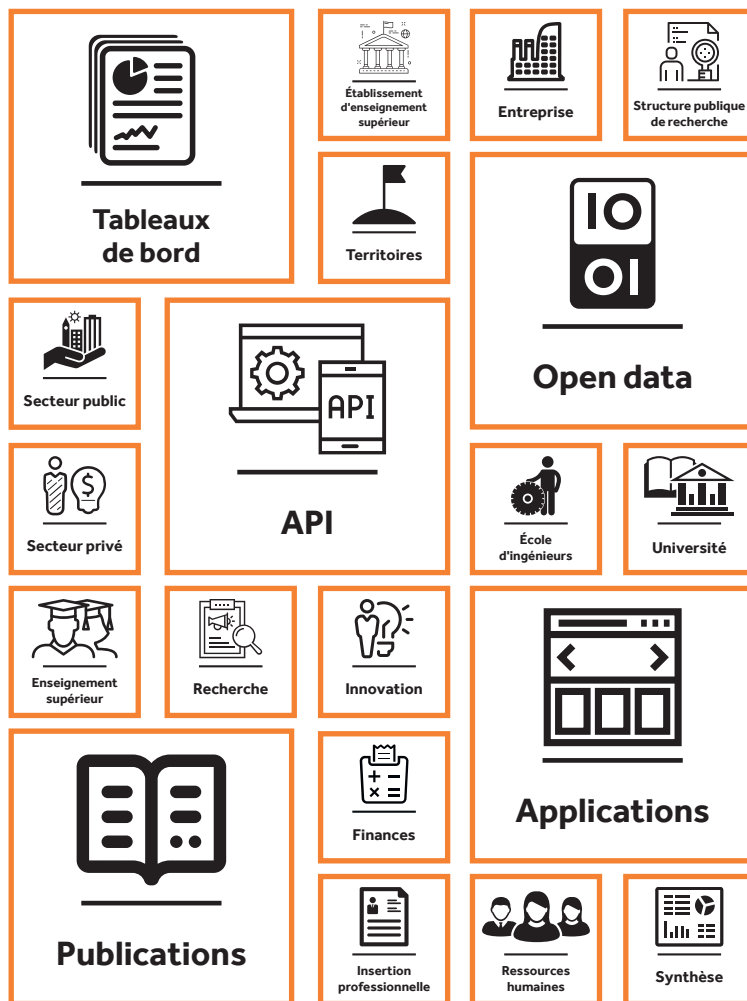 Tableaux
de bord
Établissement
d'enseignement
supérieur
Entreprise
Structure publique
de recherche
Territoires
IO
OI
Open data
Secteur public
API
API
Secteur privé
$
École
d'ingénieurs
Université
Enseignement
supérieur
Recherche
Innovation
Applications
Publications
+ −
× =
Finances
Insertion
professionnelle
Ressources
humaines
Synthèse